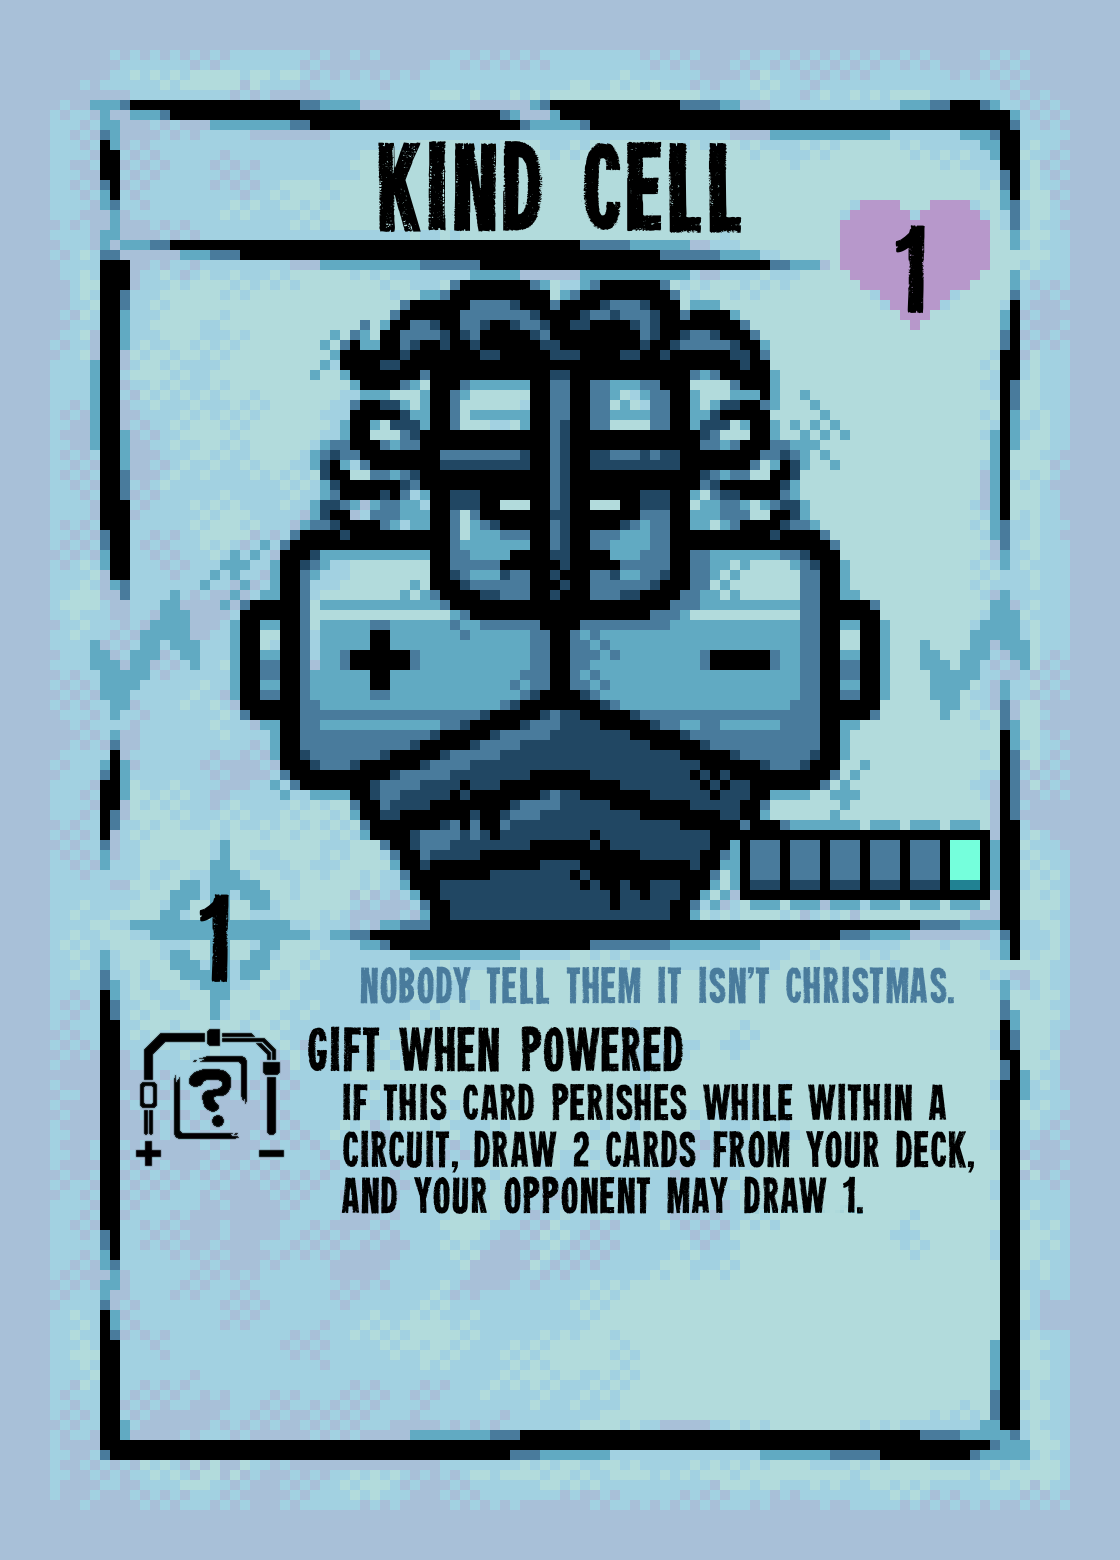 KIND CELL
1
+ −
1
NOBODY TELL THEM IT ISN'T CHRISTMAS.
GIFT WHEN POWERED
?
+ −
IF THIS CARD PERISHES WHILE WITHIN A
CIRCUIT, DRAW 2 CARDS FROM YOUR DECK,
AND YOUR OPPONENT MAY DRAW 1.